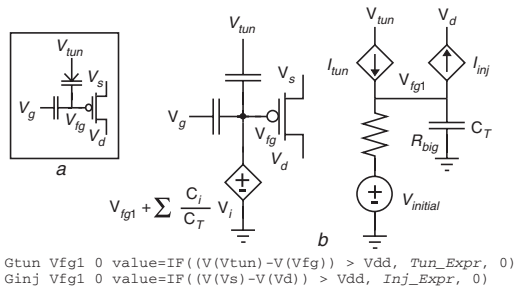 V_tun
V_s
V_g
V_fg
V_d
a
V_tun
V_s
V_g
V_fg
V_d
V_fg1 + ∑ C_i/C_T V_i
V_tun
V_d
I_tun
I_inj
V_fg1
R_big
C_T
V_initial
b
Gtun Vfg1 0 value=IF((V(Vtun)-V(Vfg)) > Vdd, Tun_Expr, 0)
Ginj Vfg1 0 value=IF((V(Vs)-V(Vd)) > Vdd, Inj_Expr, 0)